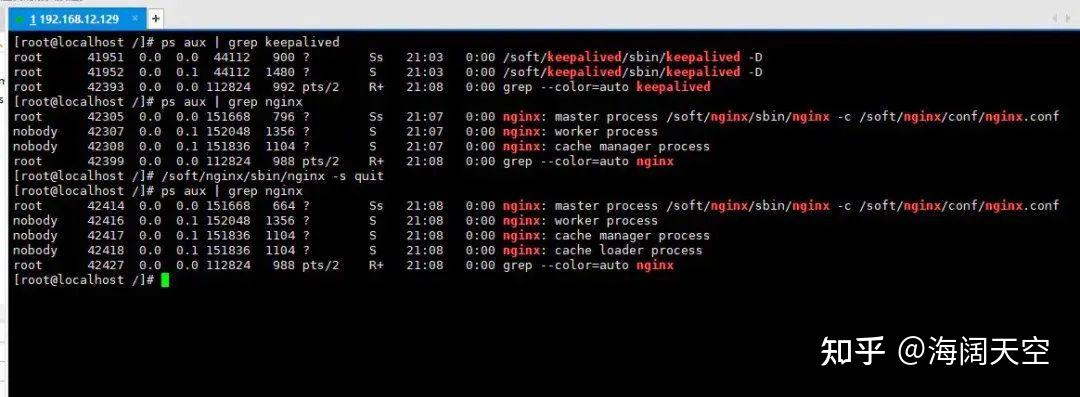 1 192.168.12.129 × +
[root@localhost /]# ps aux | grep keepalived
root      41951  0.0  0.0  44112   900 ?        Ss   21:03   0:00 /soft/keepalived/sbin/keepalived -D
root      41952  0.0  0.1  44112  1480 ?        S    21:03   0:00 /soft/keepalived/sbin/keepalived -D
root      42393  0.0  0.0 112824   992 pts/2    R+   21:08   0:00 grep --color=auto keepalived
[root@localhost /]# ps aux | grep nginx
root      42305  0.0  0.0 151668   796 ?        Ss   21:07   0:00 nginx: master process /soft/nginx/sbin/nginx -c /soft/nginx/conf/nginx.conf
nobody    42307  0.0  0.1 152048  1356 ?        S    21:07   0:00 nginx: worker process
nobody    42308  0.0  0.1 151836  1104 ?        S    21:07   0:00 nginx: cache manager process
root      42399  0.0  0.0 112824   988 pts/2    R+   21:08   0:00 grep --color=auto nginx
[root@localhost /]# /soft/nginx/sbin/nginx -s quit
[root@localhost /]# ps aux | grep nginx
root      42414  0.0  0.0 151668   664 ?        Ss   21:08   0:00 nginx: master process /soft/nginx/sbin/nginx -c /soft/nginx/conf/nginx.conf
nobody    42416  0.0  0.1 152048  1356 ?        S    21:08   0:00 nginx: worker process
nobody    42417  0.0  0.1 151836  1104 ?        S    21:08   0:00 nginx: cache manager process
nobody    42418  0.0  0.1 151836  1104 ?        S    21:08   0:00 nginx: cache loader process
root      42427  0.0  0.0 112824   988 pts/2    R+   21:08   0:00 grep --color=auto nginx
[root@localhost /]#
知乎 @海阔天空